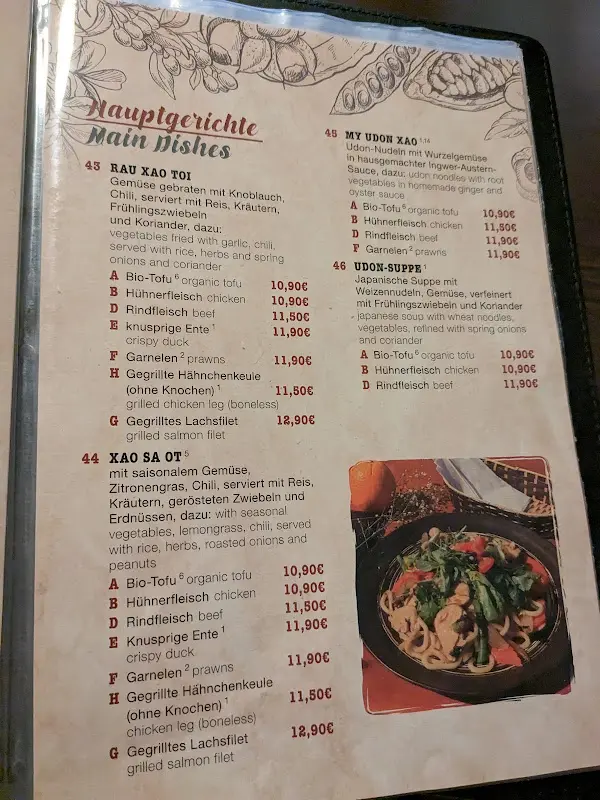 Hauptgerichte
Main Dishes
43 RAU XAO TOI
Gemüse gebraten mit Knoblauch,
Chili, serviert mit Reis, Kräutern,
Frühlingszwiebeln
und Koriander, dazu:
vegetables fried with garlic, chili,
served with rice, herbs and spring
onions and coriander
A Bio-Tofu 6 organic tofu 10,90€
B Hühnerfleisch chicken 10,90€
D Rindfleisch beef 11,50€
E knusprige Ente 1 11,90€
crispy duck
F Garnelen 2 prawns 11,90€
H Gegrillte Hähnchenkeule
(ohne Knochen) 1 11,50€
grilled chicken leg (boneless)
G Gegrilltes Lachsfilet 12,90€
grilled salmon filet
44 XAO SA OT 5
mit saisonalem Gemüse,
Zitronengras, Chili, serviert mit Reis,
Kräutern, gerösteten Zwiebeln und
Erdnüssen, dazu: with seasonal
vegetables, lemongrass, chili, served
with rice, herbs, roasted onions and
peanuts
A Bio-Tofu 6 organic tofu 10,90€
B Hühnerfleisch chicken 10,90€
D Rindfleisch beef 11,50€
E Knusprige Ente 1 11,90€
crispy duck
F Garnelen 2 prawns 11,90€
H Gegrillte Hähnchenkeule
(ohne Knochen) 1 11,50€
chicken leg (boneless)
G Gegrilltes Lachsfilet 12,90€
grilled salmon filet
45 MY UDON XAO 1,14
Udon-Nudeln mit Wurzelgemüse
in hausgemachter Ingwer-Austern-
Sauce, dazu: udon noodles with root
vegetables in homemade ginger and
oyster sauce
A Bio-Tofu 6 organic tofu 10,90€
B Hühnerfleisch chicken 11,50€
D Rindfleisch beef 11,90€
F Garnelen 2 prawns 11,90€
46 UDON-SUPPE 1
Japanische Suppe mit
Weizennudeln, Gemüse, verfeinert
mit Frühlingszwiebeln und Koriander
japanese soup with wheat noodles,
vegetables, refined with spring onions
and coriander
A Bio-Tofu 6 organic tofu 10,90€
B Hühnerfleisch chicken 10,90€
D Rindfleisch beef 11,90€